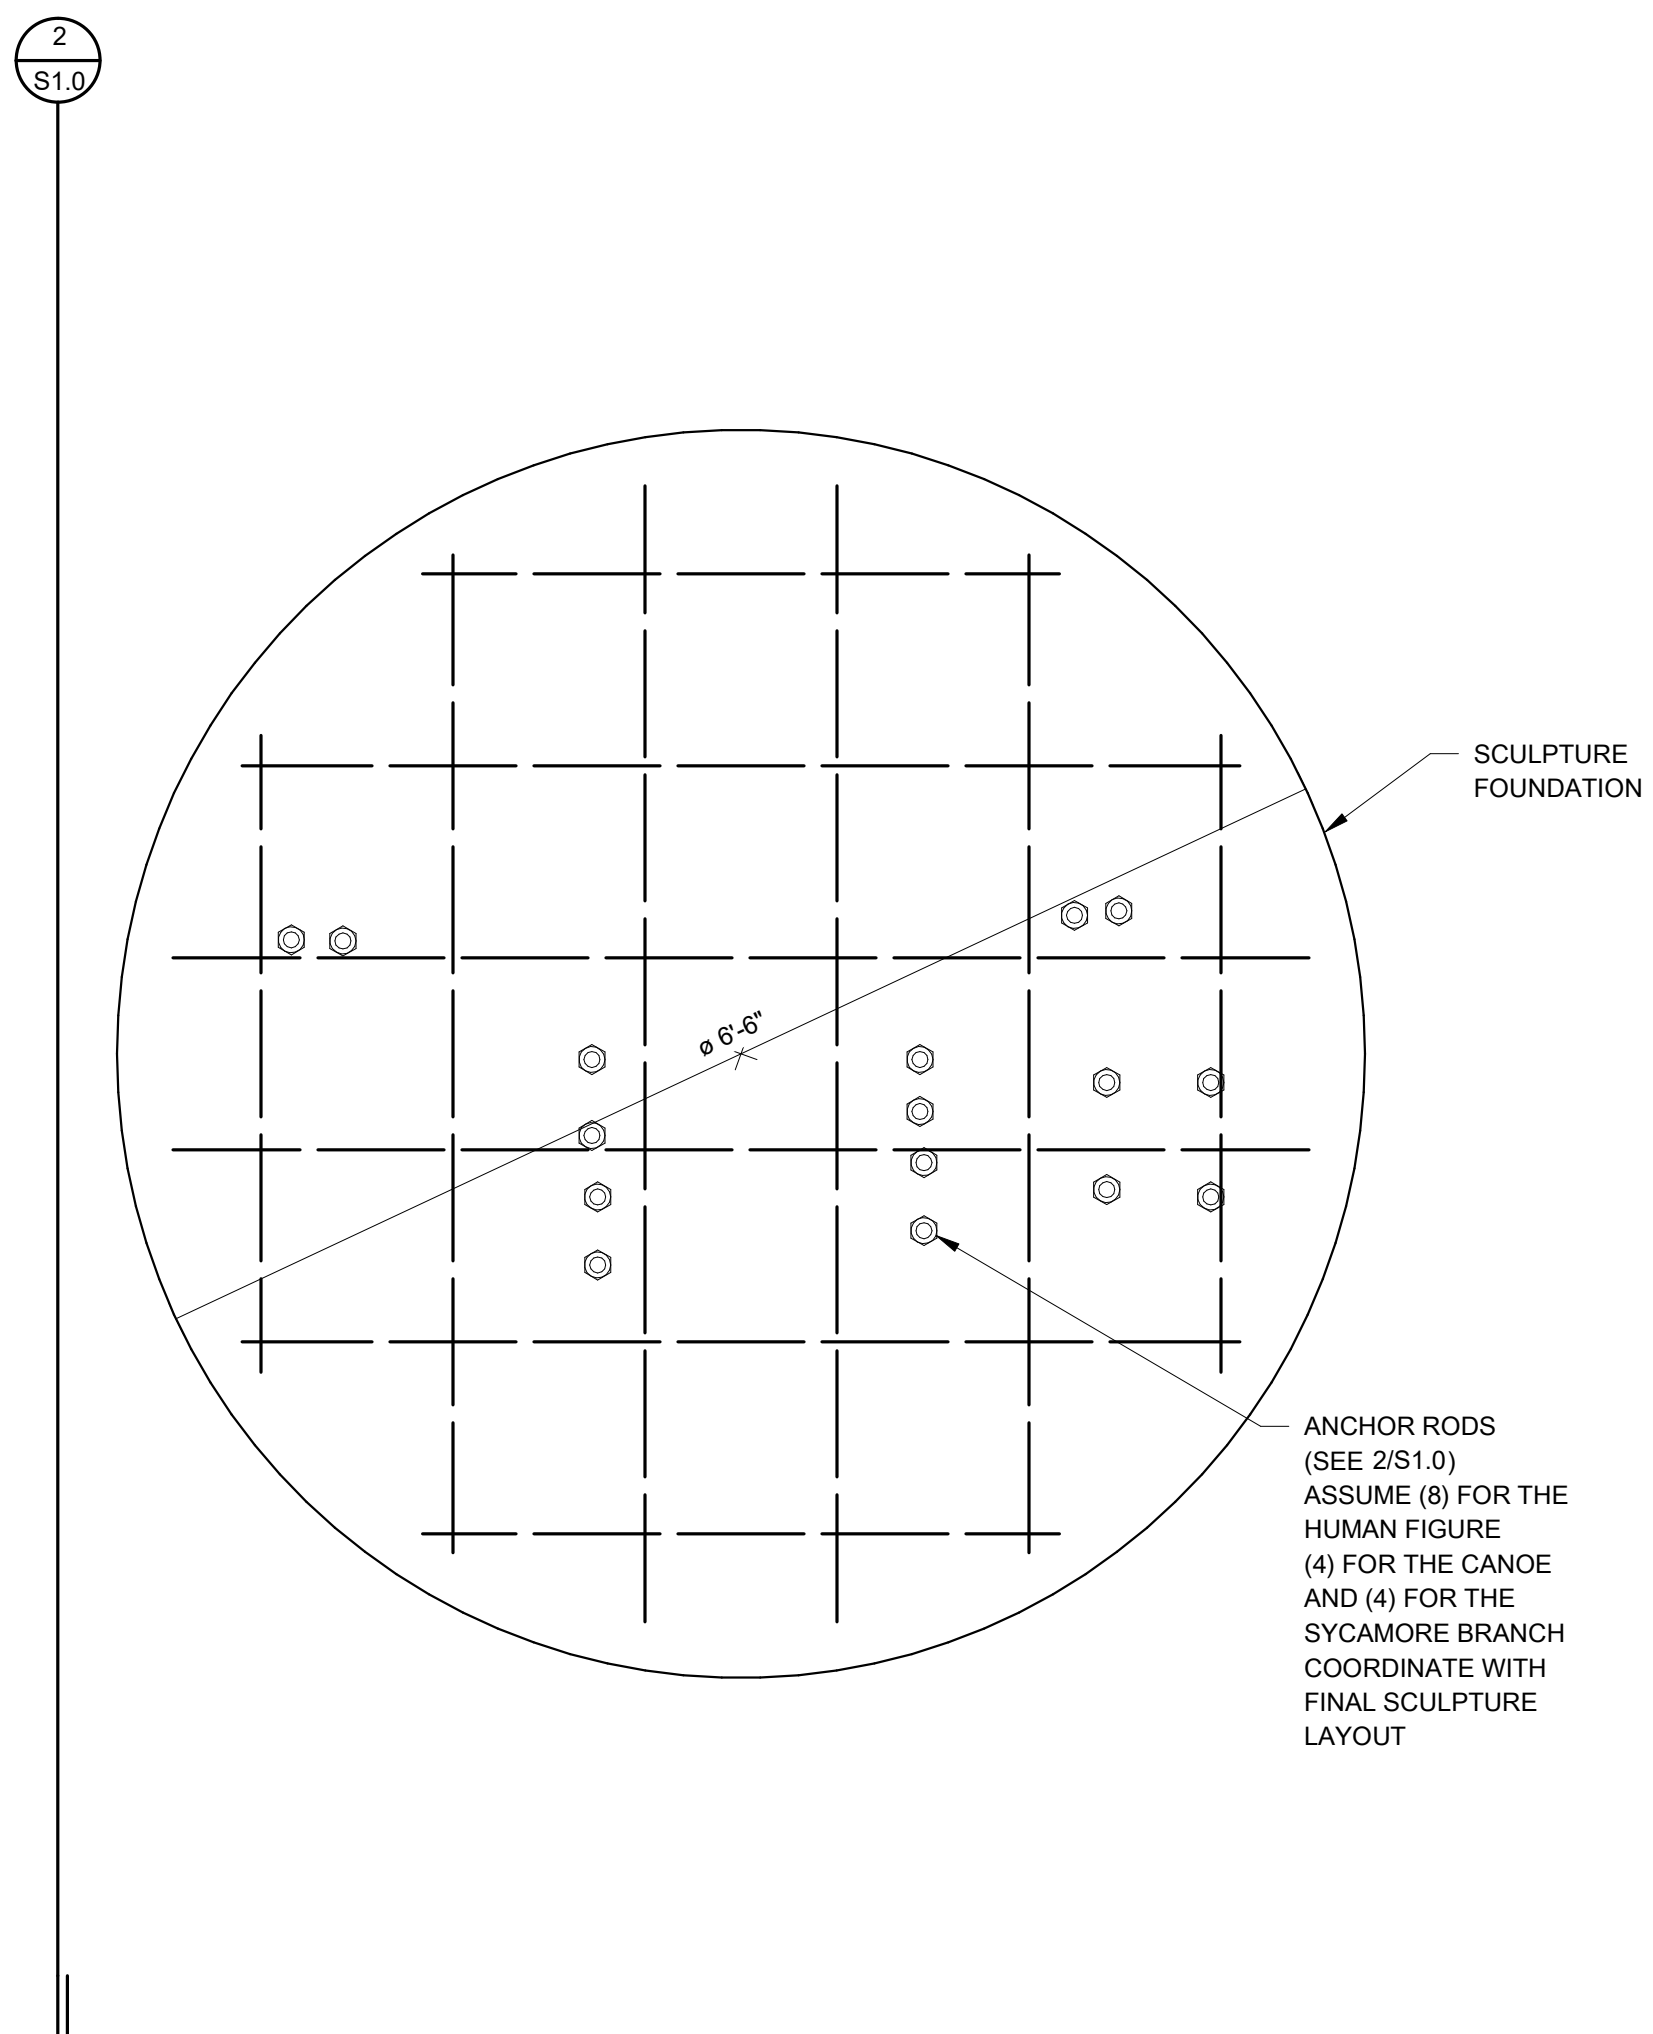 2
S1.0
SCULPTURE
FOUNDATION
ø 6'-6"
ANCHOR RODS
(SEE 2/S1.0)
ASSUME (8) FOR THE
HUMAN FIGURE
(4) FOR THE CANOE
AND (4) FOR THE
SYCAMORE BRANCH
COORDINATE WITH
FINAL SCULPTURE
LAYOUT